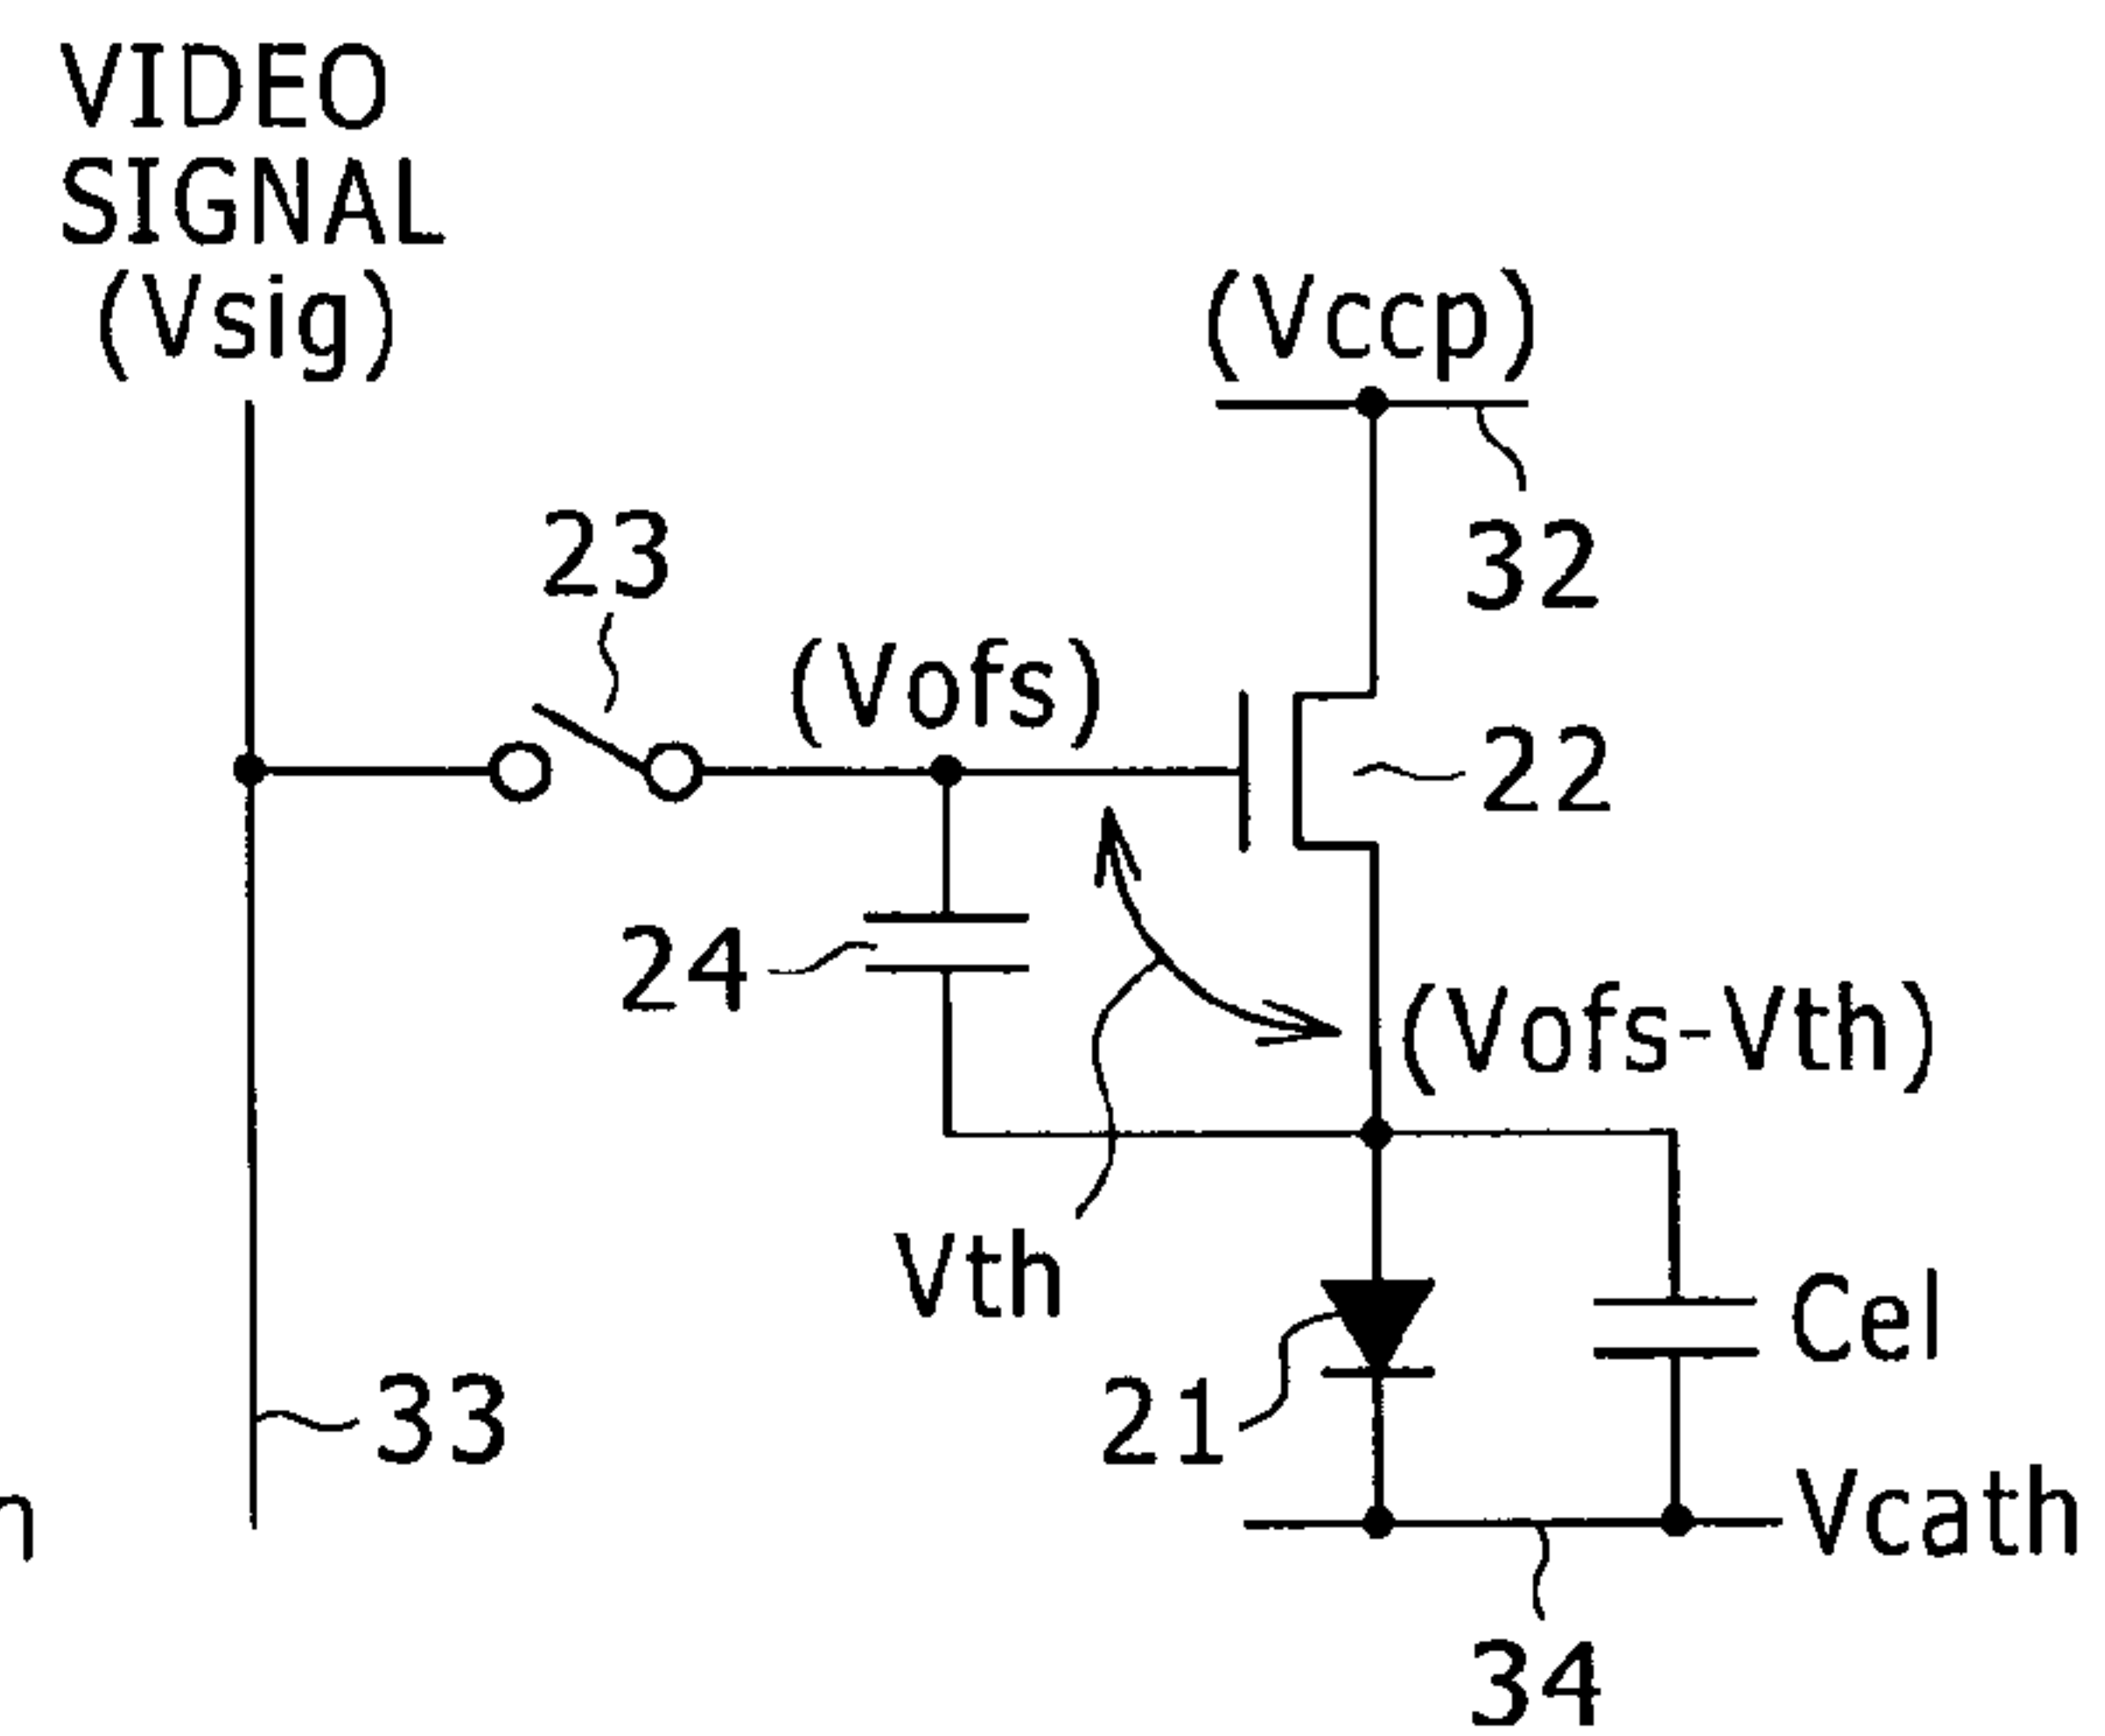 VIDEO
SIGNAL
(Vsig)
(Vccp)
32
23
(Vofs)
22
24
(Vofs-Vth)
Vth
Cel
21
33
n
Vcath
34